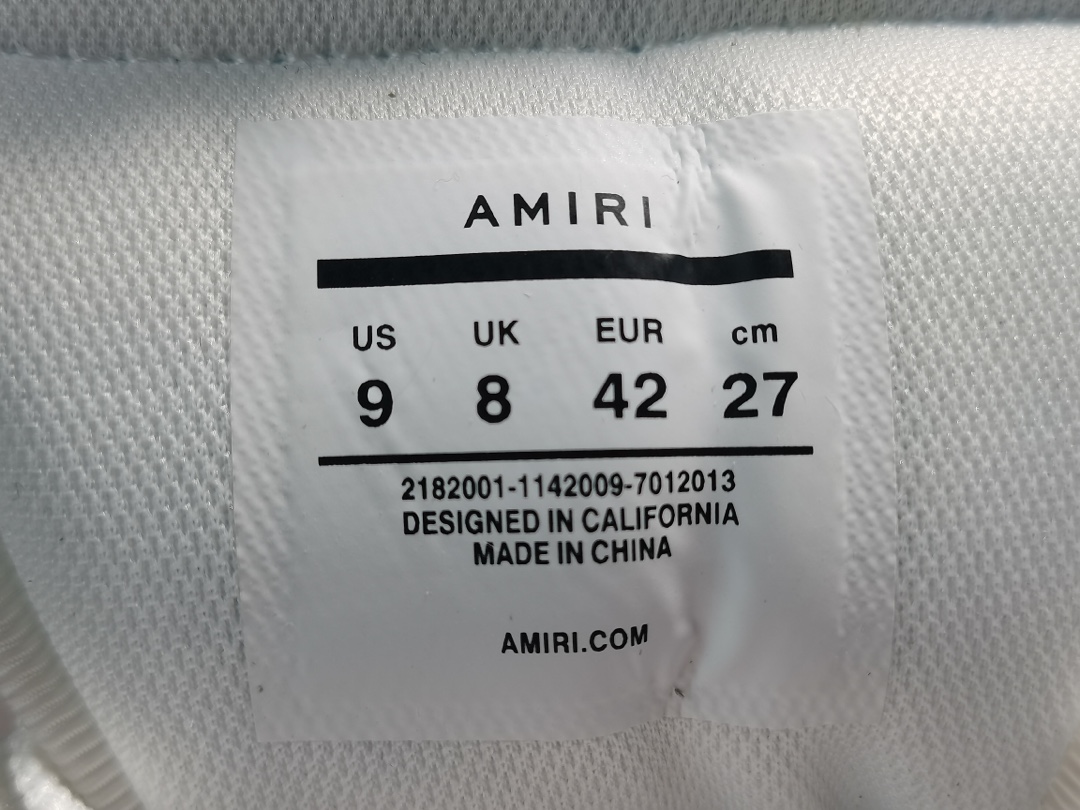 AMIRI
US UK EUR cm
9 8 42 27
2182001-1142009-7012013
DESIGNED IN CALIFORNIA
MADE IN CHINA
AMIRI.COM